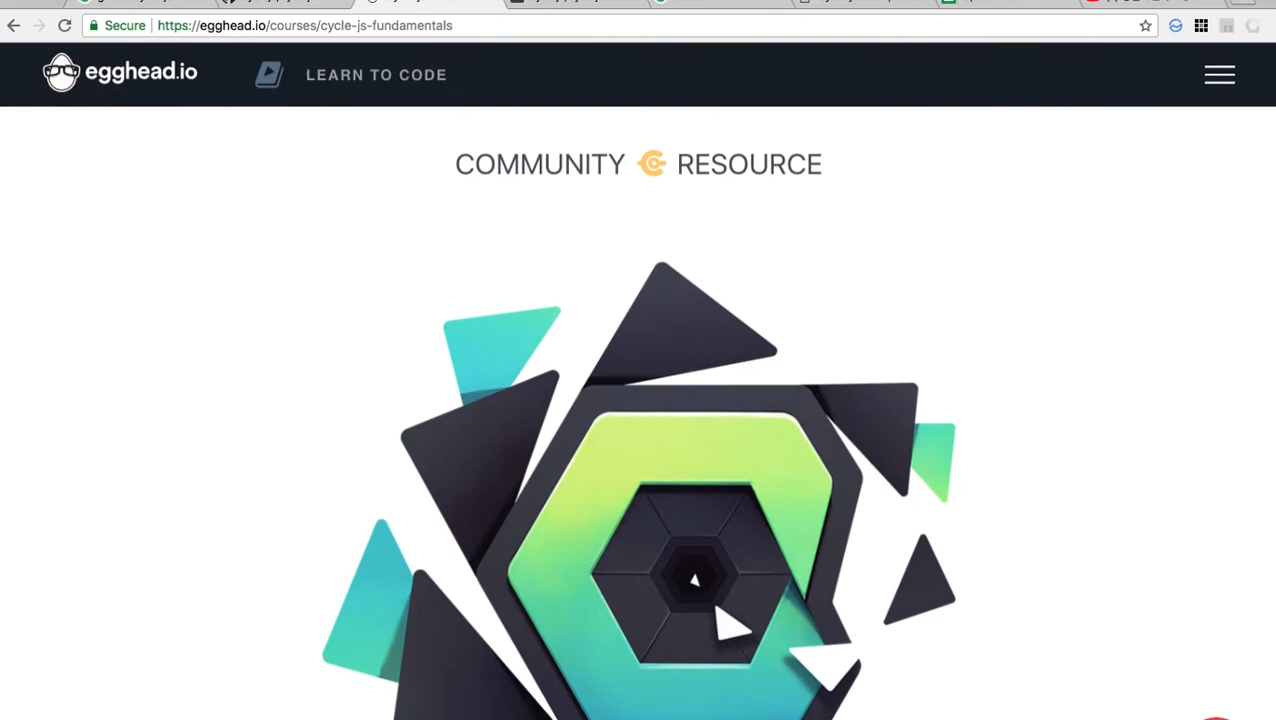 Secure https://egghead.io/courses/cycle-js-fundamentals
egghead.io LEARN TO CODE
COMMUNITY RESOURCE